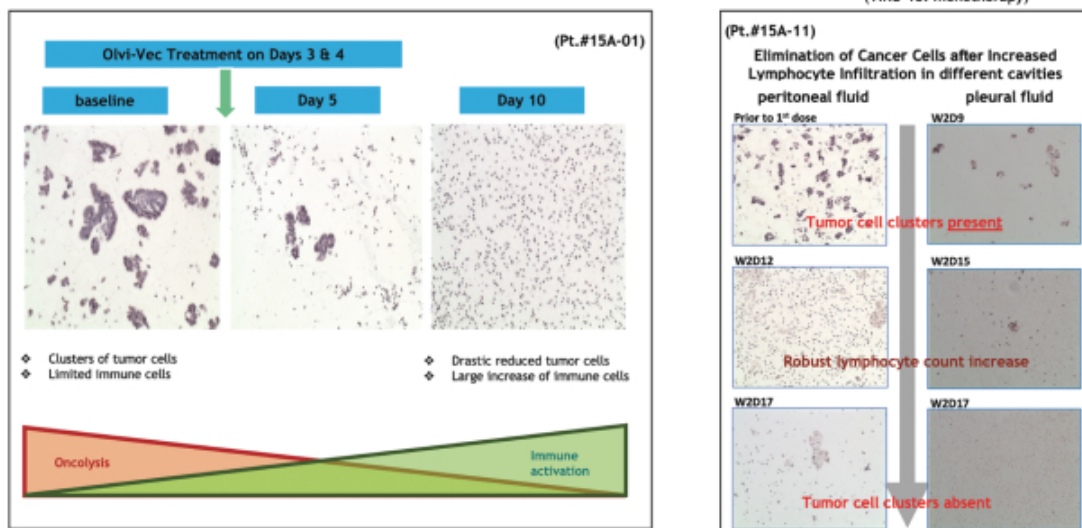 (Pt.#15A-01)
Olvi-Vec Treatment on Days 3 & 4
baseline
Day 5
Day 10
❖ Clusters of tumor cells
❖ Limited immune cells
❖ Drastic reduced tumor cells
❖ Large increase of immune cells
Oncolysis
Immune
activation
(Pt.#15A-11)
Elimination of Cancer Cells after Increased
Lymphocyte Infiltration in different cavities
peritoneal fluid
pleural fluid
Prior to 1st dose
W2D9
Tumor cell clusters present
W2D12
W2D15
Robust lymphocyte count increase
W2D17
W2D17
Tumor cell clusters absent